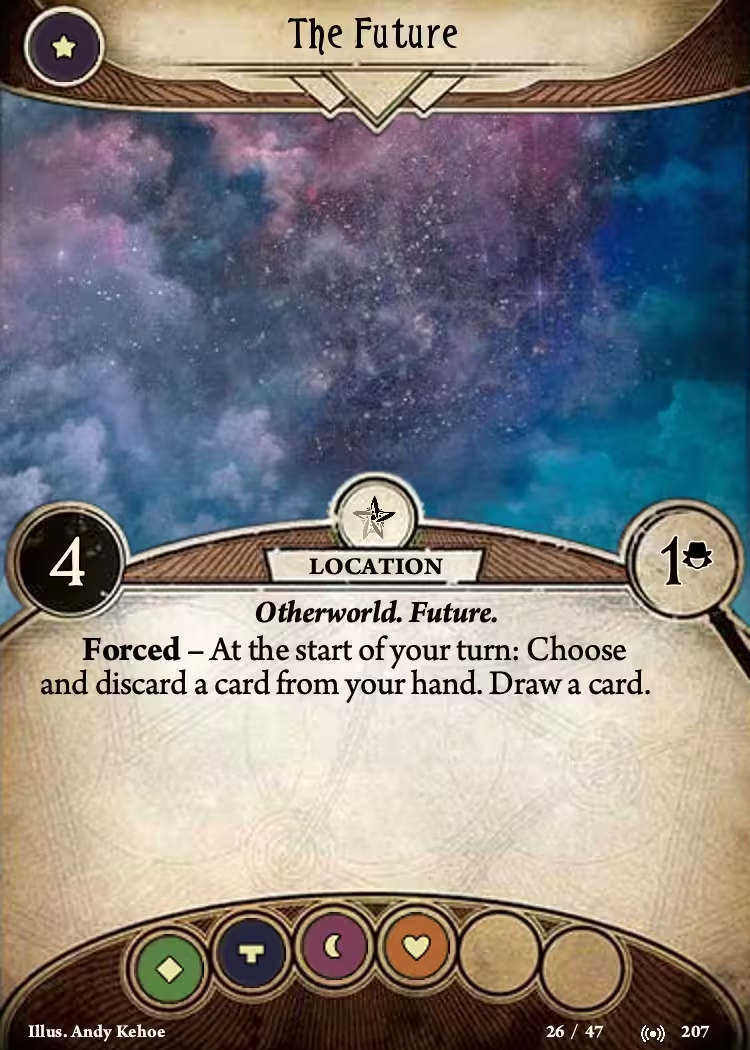 The Future
4
1
LOCATION
Otherworld. Future.
Forced – At the start of your turn: Choose
and discard a card from your hand. Draw a card.
Illus. Andy Kehoe
26 / 47
207